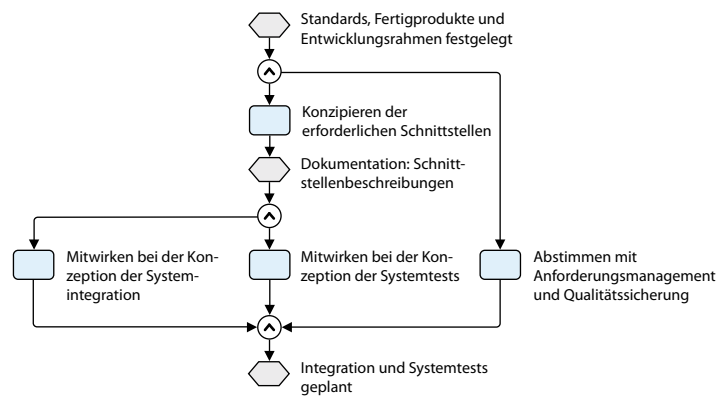 Standards, Fertigprodukte und
Entwicklungsrahmen festgelegt
Konzipieren der
erforderlichen Schnittstellen
Dokumentation: Schnitt-
stellenbeschreibungen
Mitwirken bei der Kon-
zeption der System-
integration
Mitwirken bei der Kon-
zeption der Systemtests
Abstimmen mit
Anforderungsmanagement
und Qualitätssicherung
Integration und Systemtests
geplant